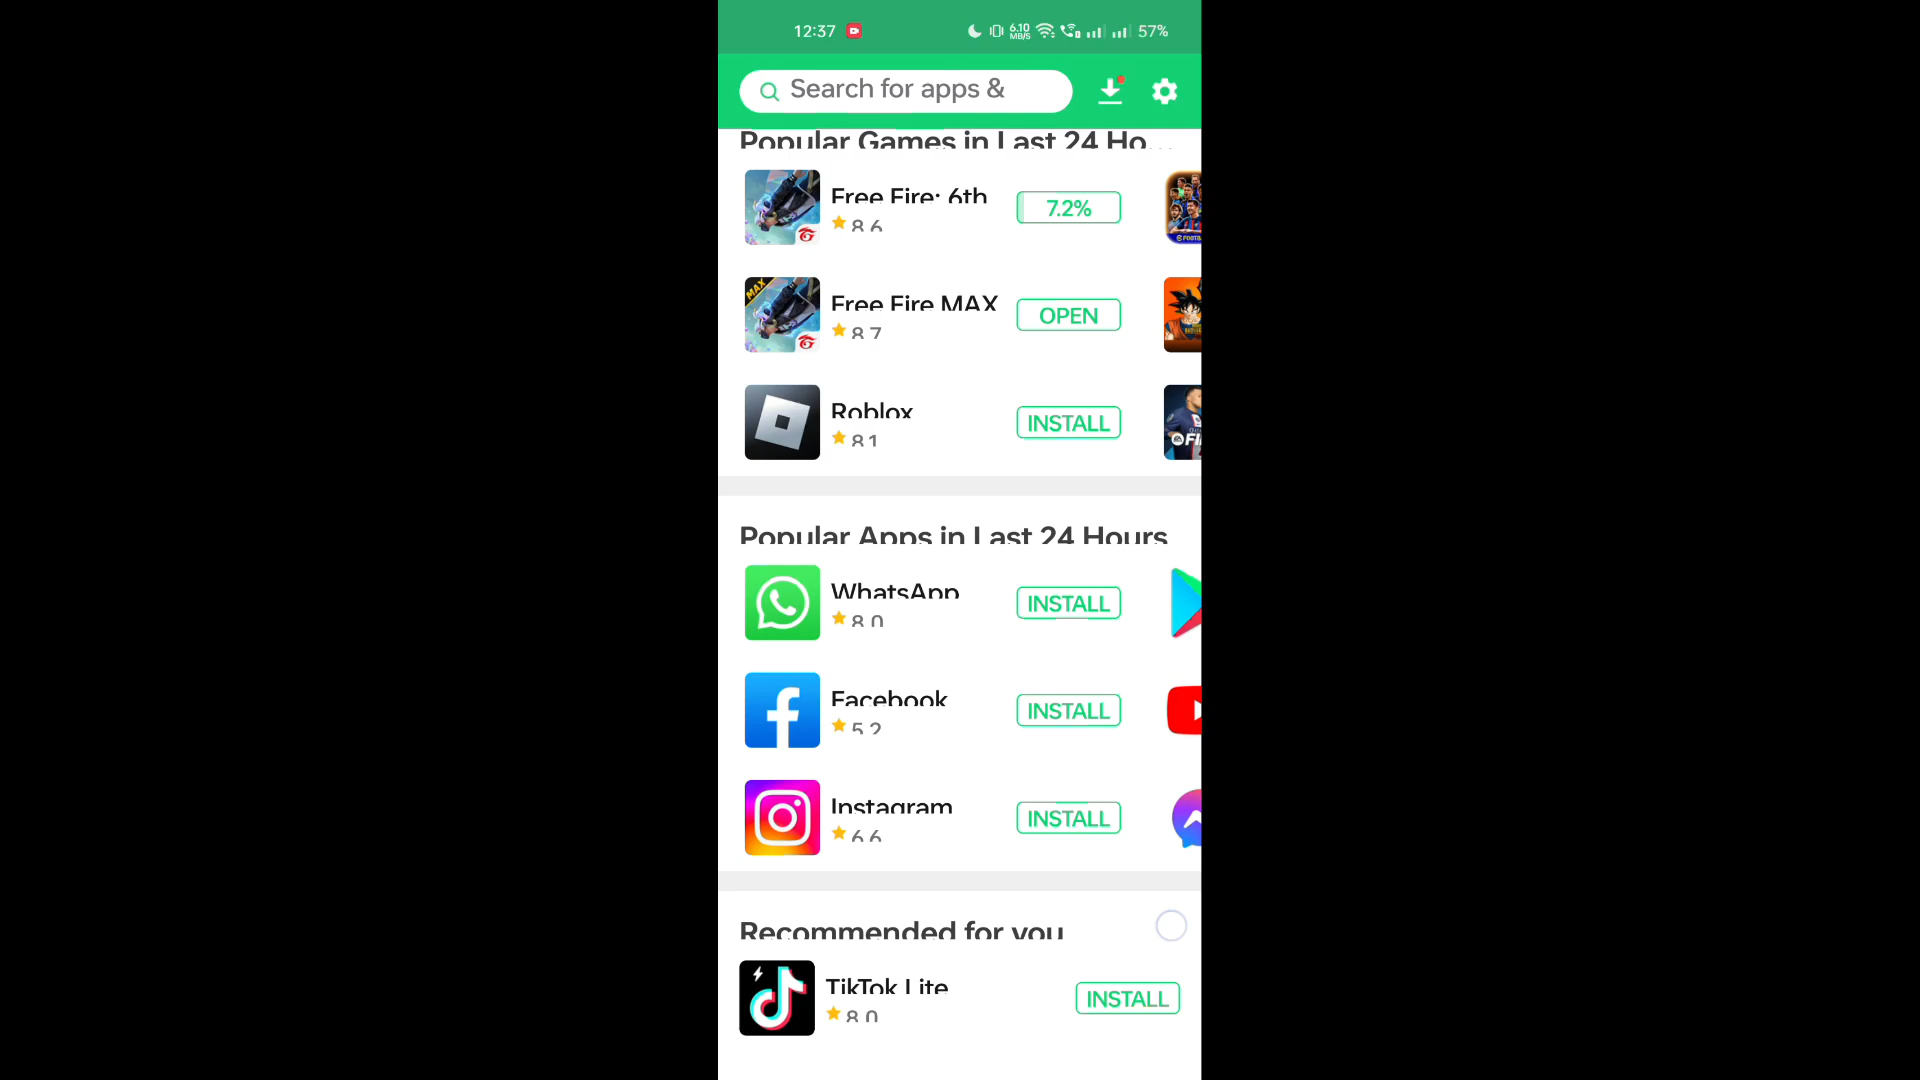 12:37
6.10
MB/S
57%
Search for apps &
Popular Games in Last 24 Ho...
Free Fire: 6th
8.6
7.2%
Free Fire MAX
8.7
OPEN
MAX
Roblox
8.1
INSTALL
Popular Apps in Last 24 Hours
WhatsApp
8.0
INSTALL
Facebook
5.2
INSTALL
Instagram
6.6
INSTALL
Recommended for you
TikTok Lite
8.0
INSTALL